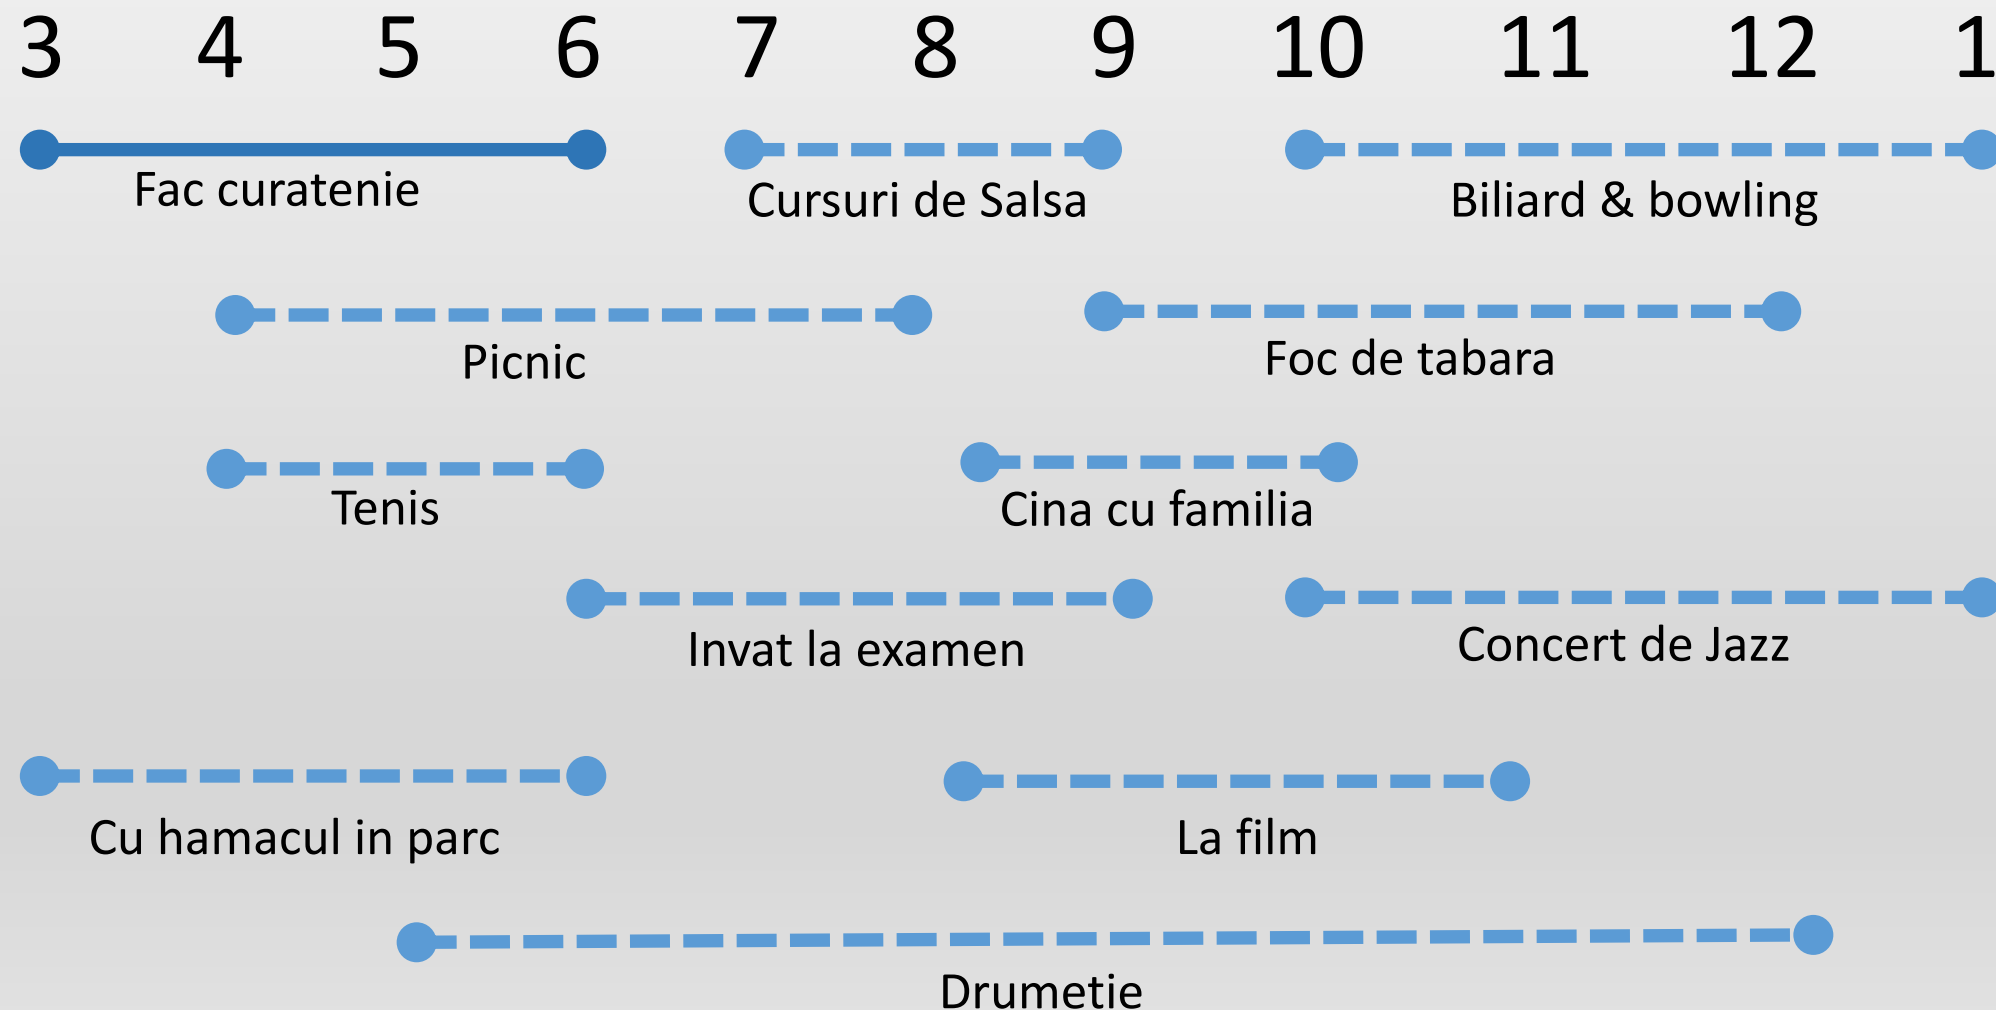 3 4 5 6 7 8 9 10 11 12 1
Fac curatenie
Cursuri de Salsa
Biliard & bowling
Picnic
Foc de tabara
Tenis
Cina cu familia
Invat la examen
Concert de Jazz
Cu hamacul in parc
La film
Drumetie